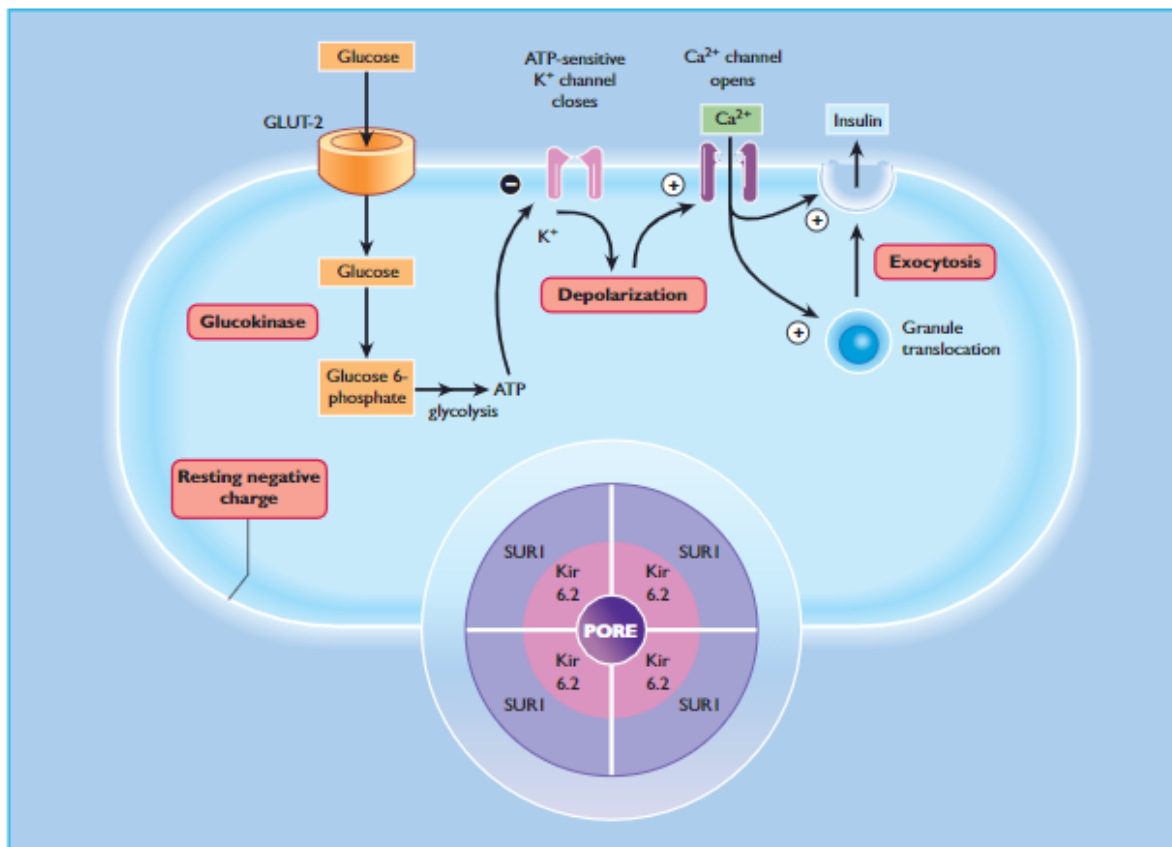 Glucose
GLUT-2
ATP-sensitive
K⁺ channel
closes
Ca²⁺ channel
opens
Ca²⁺
Insulin
−
+
+
+
K⁺
Glucose
Glucokinase
Depolarization
Exocytosis
Granule
translocation
Glucose 6-
phosphate
glycolysis
ATP
Resting negative
charge
SUR1
SUR1
Kir
6.2
Kir
6.2
PORE
Kir
6.2
Kir
6.2
SUR1
SUR1